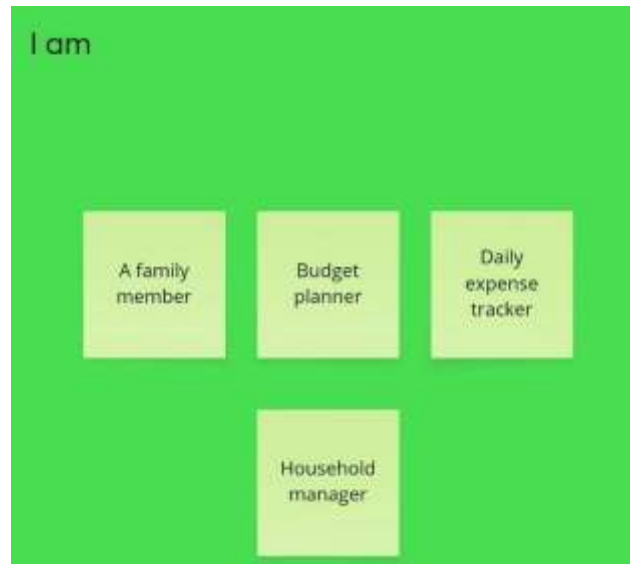 I am
A family
member
Budget
planner
Daily
expense
tracker
Household
manager